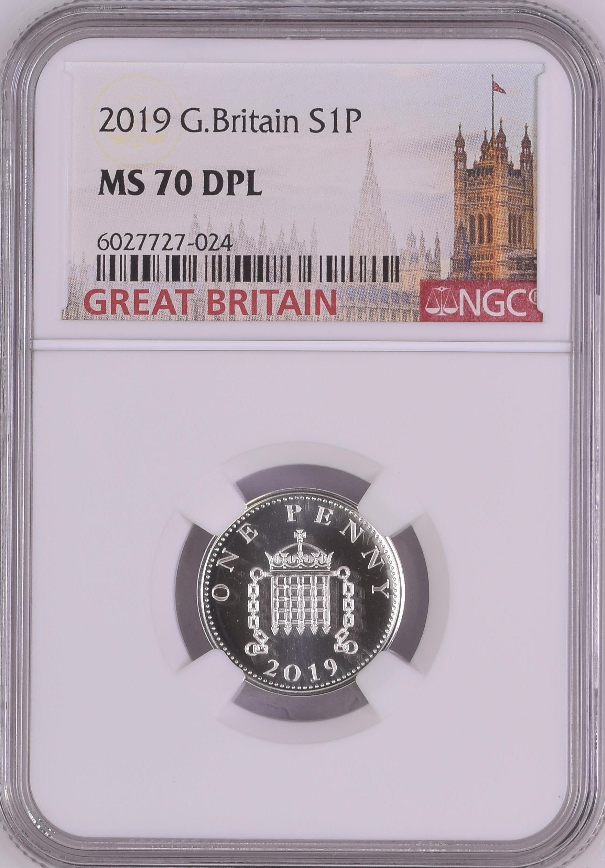 2019 G.Britain S1P
MS 70 DPL
6027727-024
GREAT BRITAIN
NGC
ONE PENNY
2019